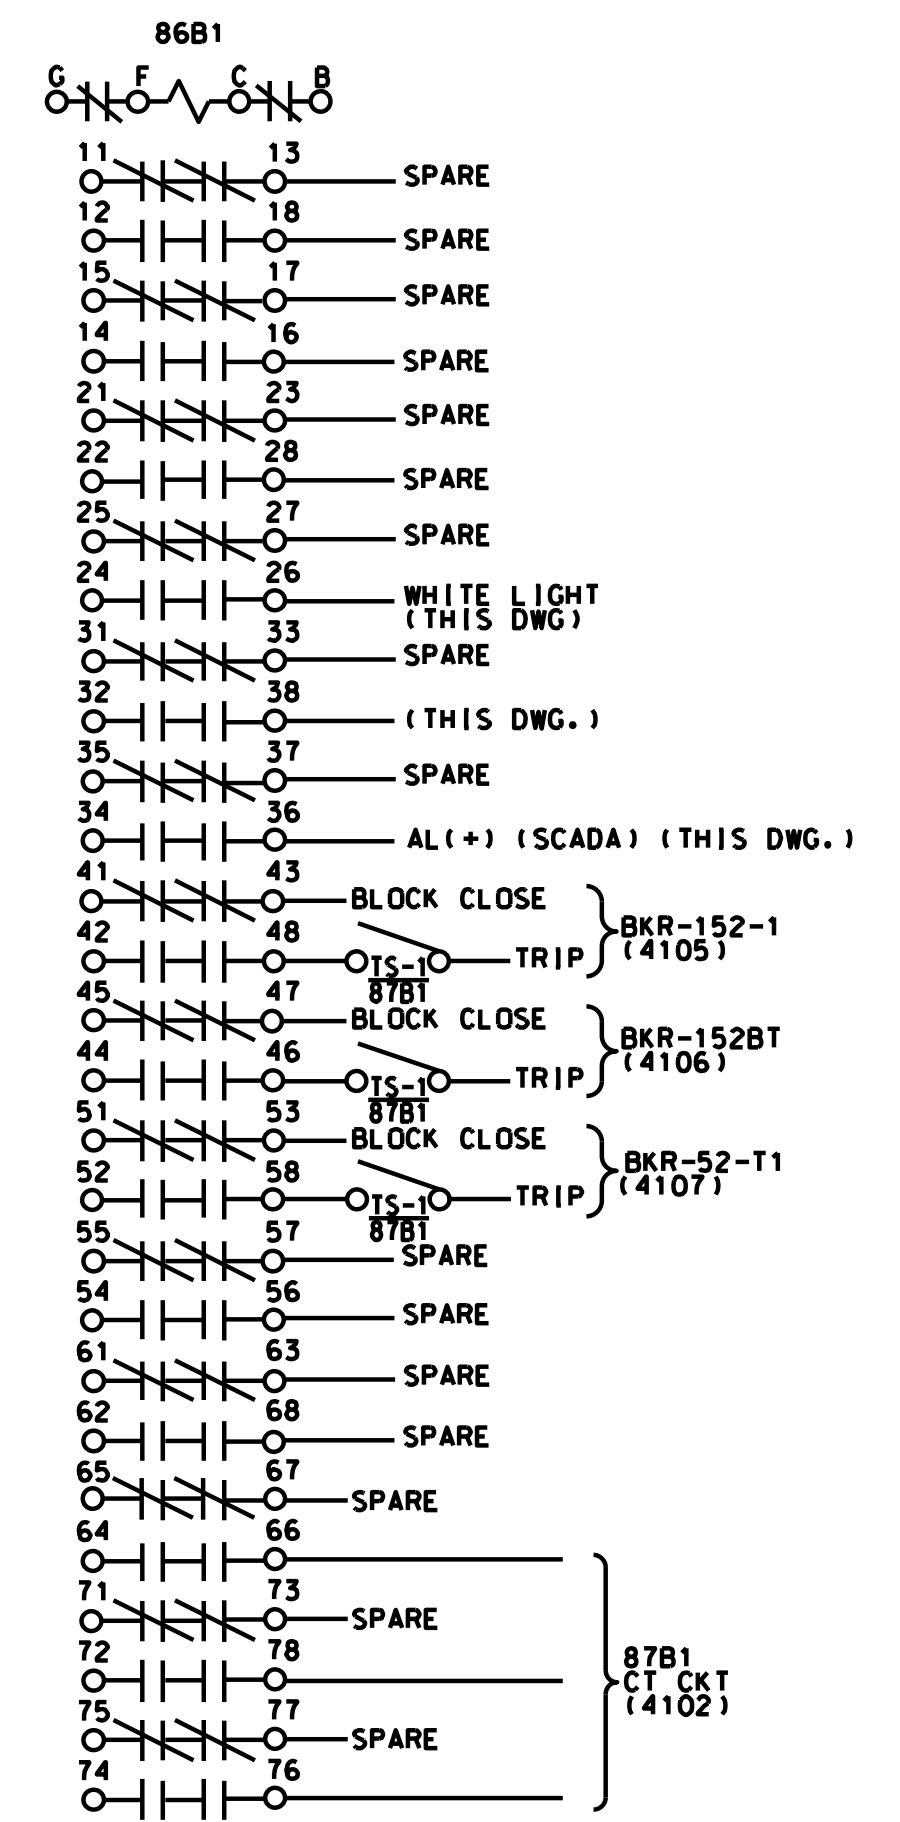 86B1
G F C B
11 13 SPARE
12 18 SPARE
15 17 SPARE
14 16 SPARE
21 23 SPARE
22 28 SPARE
25 27 SPARE
24 26 WHITE LIGHT
(THIS DWG)
31 33 SPARE
32 38 (THIS DWG.)
35 37 SPARE
34 36 AL(+) (SCADA) (THIS DWG.)
41 43 BLOCK CLOSE
BKR-152-1
(4105)
42 48 TS-1 TRIP
87B1
45 47 BLOCK CLOSE
BKR-152BT
(4106)
44 46 TS-1 TRIP
87B1
51 53 BLOCK CLOSE
BKR-52-T1
(4107)
52 58 TS-1 TRIP
87B1
55 57 SPARE
54 56 SPARE
61 63 SPARE
62 68 SPARE
65 67 SPARE
64 66
71 73 SPARE
72 78
87B1
CT CKT
(4102)
75 77 SPARE
74 76